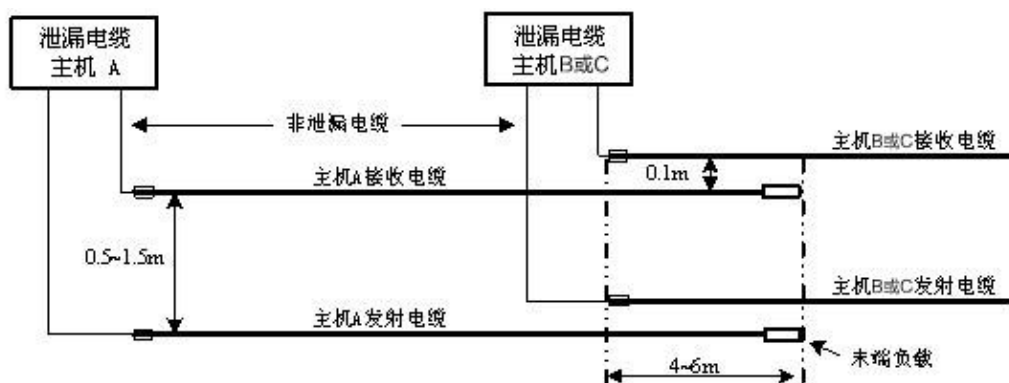 泄漏电缆
主机 A
泄漏电缆
主机B或C
非泄漏电缆
主机B或C接收电缆
主机A接收电缆
0.1m
0.5~1.5m
主机B或C发射电缆
主机A发射电缆
末端负载
4~6m